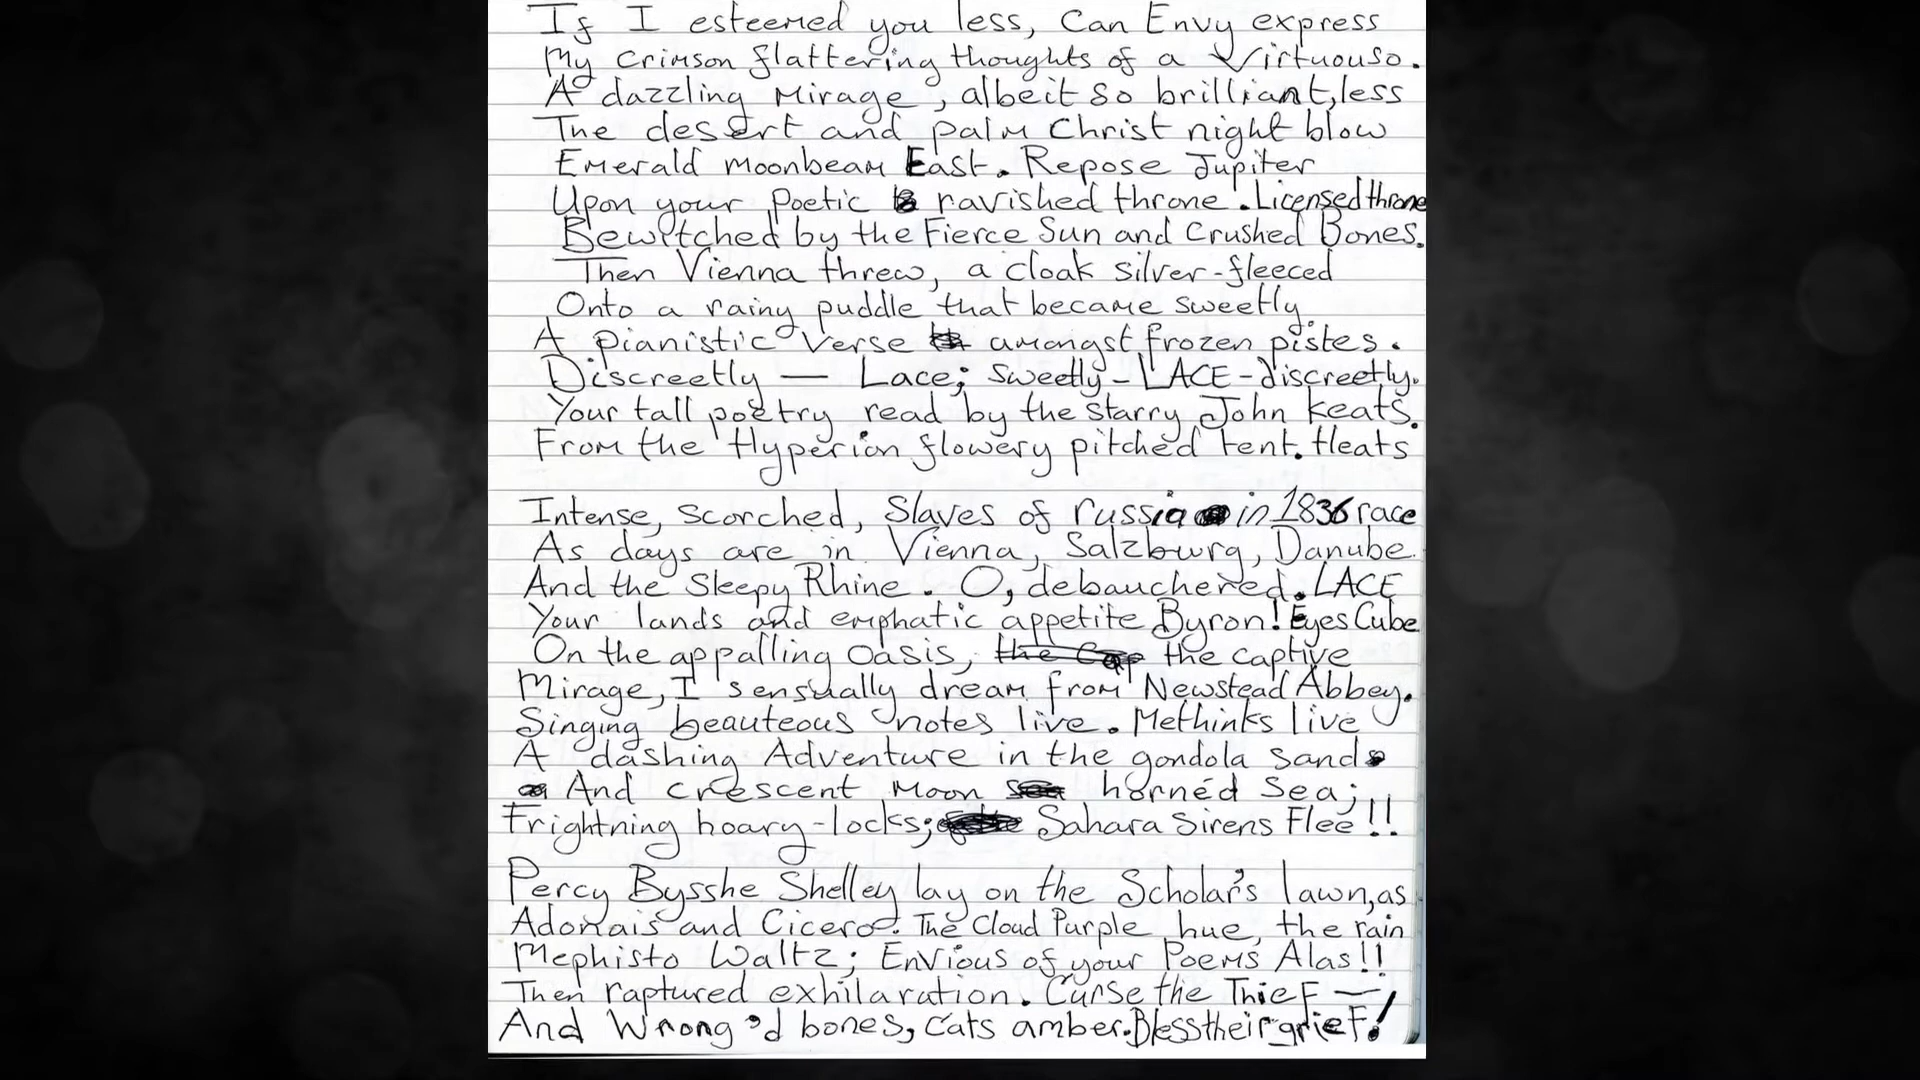 If I esteemed you less, Can Envy express
My Crimson flattering thoughts of a Virtuouso.
A dazzling Mirage, albeit so brilliant, less
The desert and palm Christ night blow
Emerald moonbeam East. Repose Jupiter
Upon your Poetic ravished throne. Licensed throne
Bewitched by the Fierce Sun and Crushed Bones.
Then Vienna threw, a cloak silver-fleeced
Onto a rainy puddle that became sweetly.
A pianistic Verse amongst frozen pistes.
Discreetly — Lace; Sweetly - LACE - discreetly.
Your tall poetry read by the starry John Keats.
From the Hyperion flowery pitched tent. Heats
Intense, scorched, Slaves of russia in 1836 race
As days are in Vienna, Salzburg, Danube.
And the Sleepy Rhine. O, debauchered. LACE
Your lands and emphatic appetite Byron! Eyes Cube
On the appalling Oasis, the captive
Mirage, I sensually dream from Newstead Abbey.
Singing beauteous notes live. Methinks live
A dashing Adventure in the gondola sand
And crescent Moon hornéd Sea;
Frightning hoary-locks; Sahara Sirens Flee!!
Percy Bysshe Shelley lay on the Scholar's lawn, as
Adonais and Cicero. The Cloud Purple hue, the rain
Mephisto Waltz; Envious of your Poems Alas!!
Then raptured exhilaration. Curse the Thief —
And Wrong'd bones, Cats amber. Bless their grief!